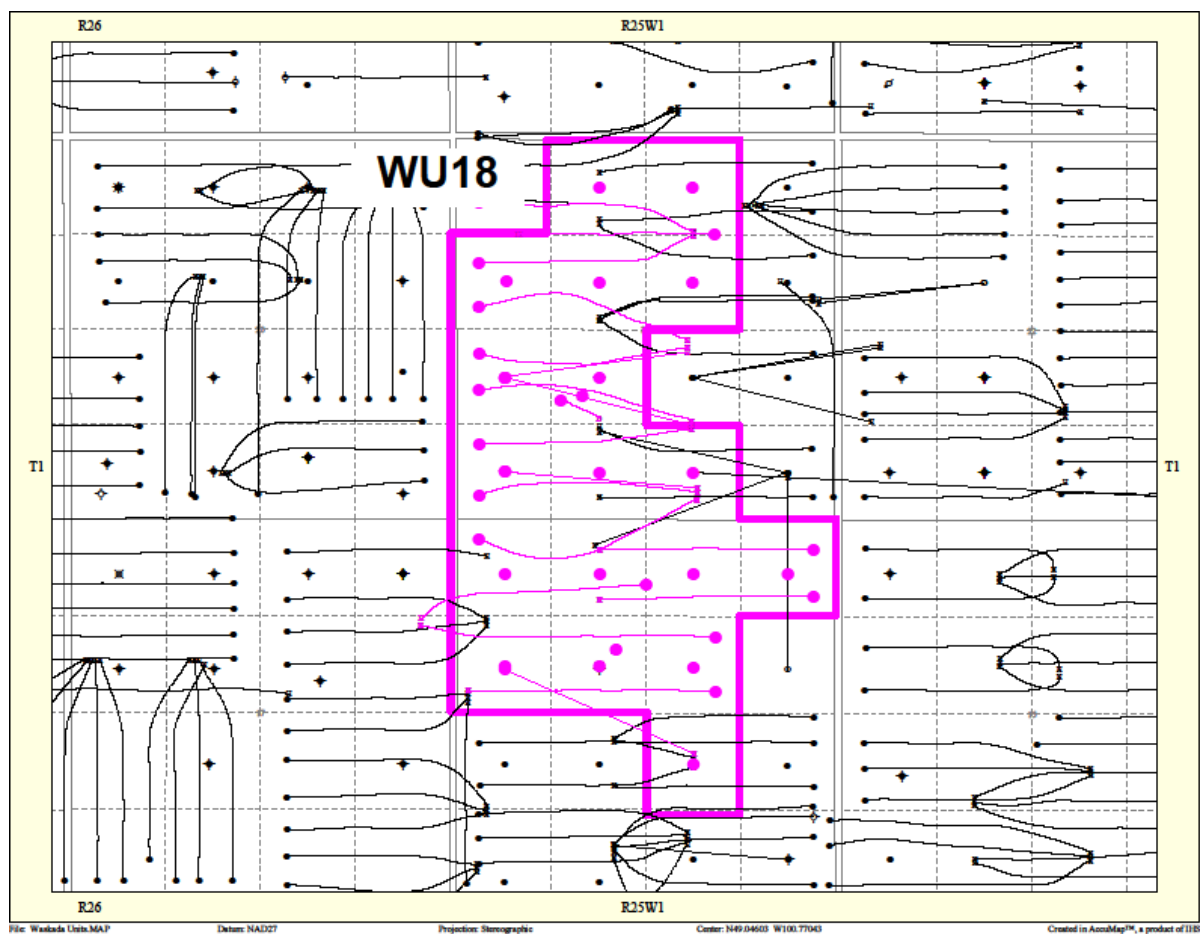 R26 R25W1
WU18
T1 T1
R26 R25W1
File: Waskada Units.MAP Datum: NAD27 Projection: Stereographic Center: N49.04603 W100.77043 Created in AccuMap™, a product of IHS